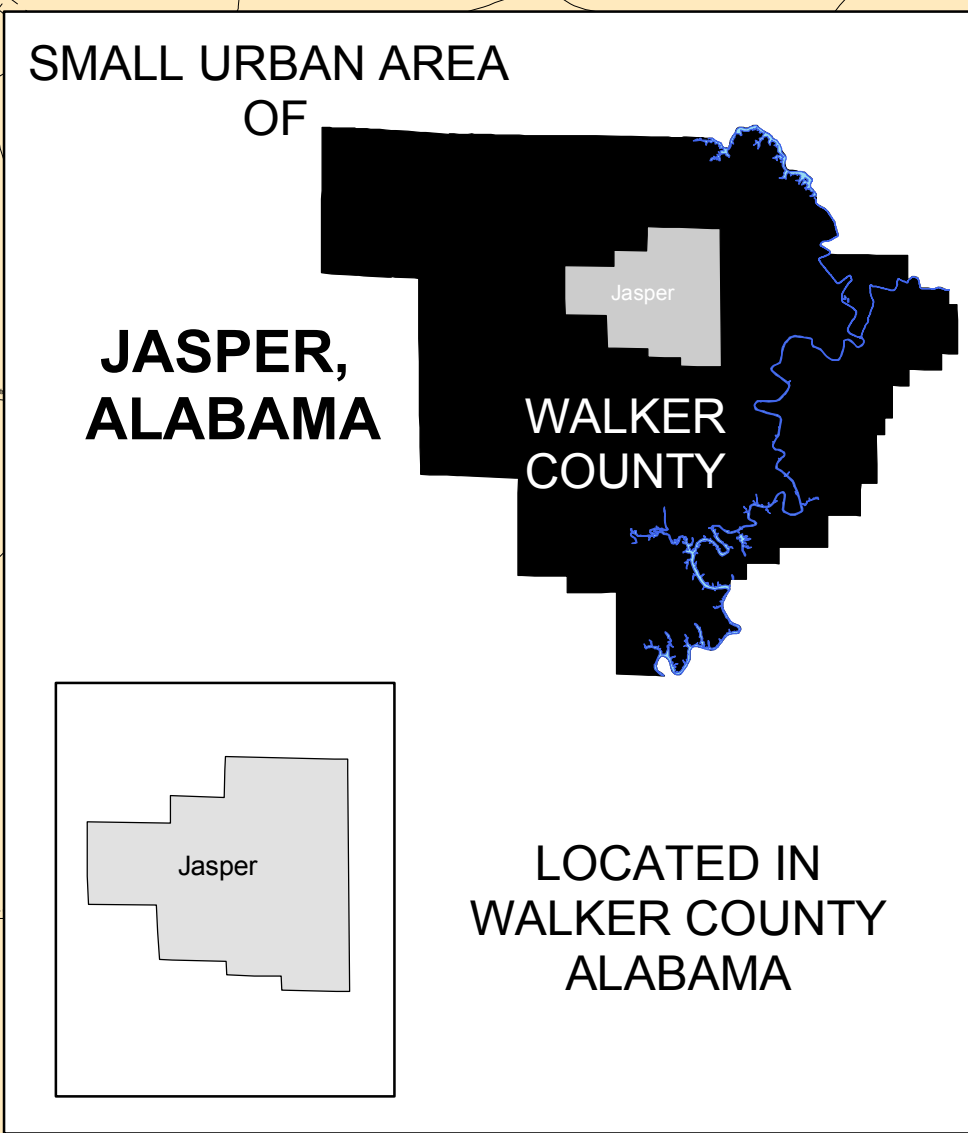 SMALL URBAN AREA
OF
JASPER,
ALABAMA
Jasper
WALKER
COUNTY
Jasper
LOCATED IN
WALKER COUNTY
ALABAMA